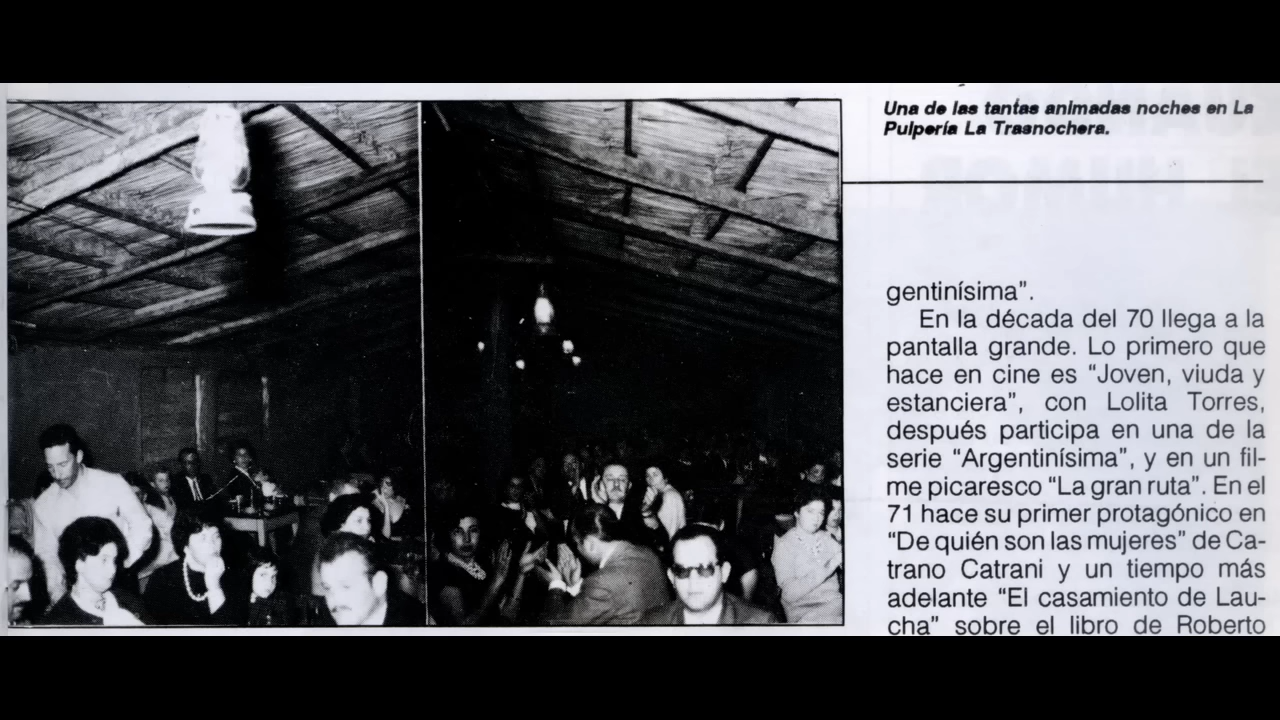 Una de las tantas animadas noches en La
Pulpería La Trasnochera.
gentinísima”.
En la década del 70 llega a la
pantalla grande. Lo primero que
hace en cine es “Joven, viuda y
estanciera”, con Lolita Torres,
después participa en una de la
serie “Argentinísima”, y en un fil-
me picaresco “La gran ruta”. En el
71 hace su primer protagónico en
“De quién son las mujeres” de Ca-
trano Catrani y un tiempo más
adelante “El casamiento de Lau-
cha” sobre el libro de Roberto